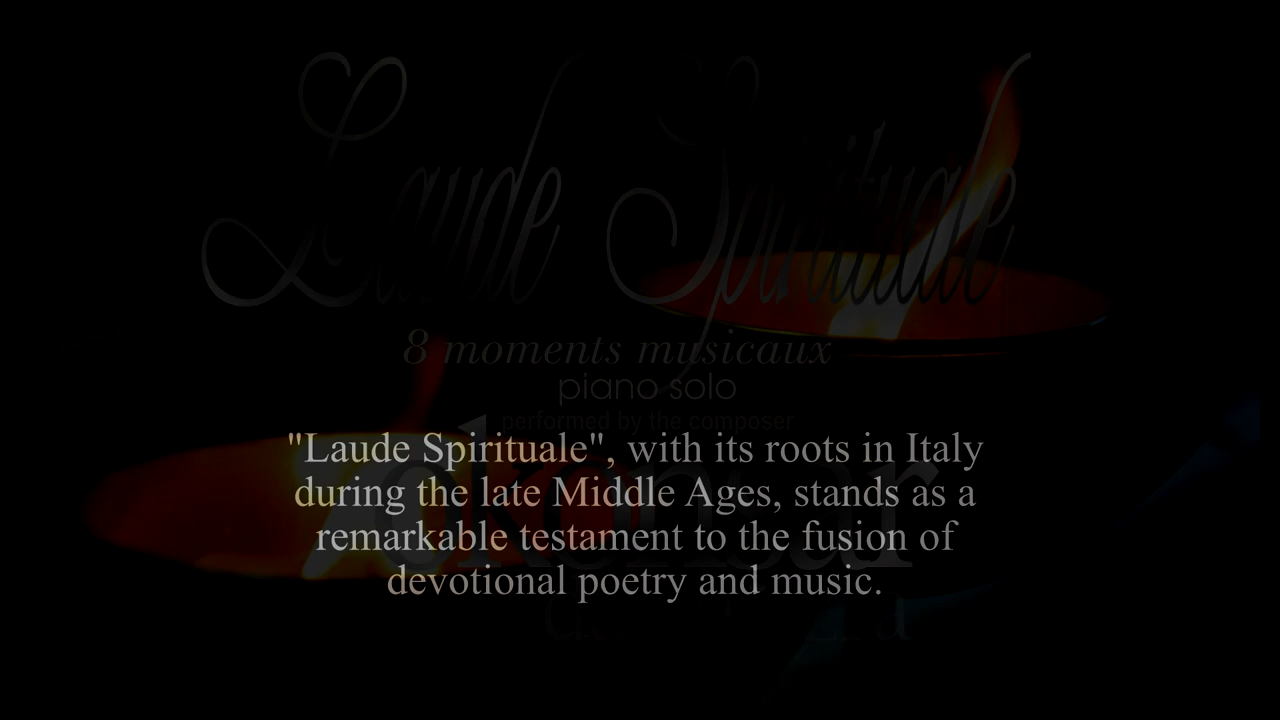 Laude Spirituale
8 moments musicaux
piano solo
performed by the composer
"Laude Spirituale", with its roots in Italy
during the late Middle Ages, stands as a
remarkable testament to the fusion of
devotional poetry and music.